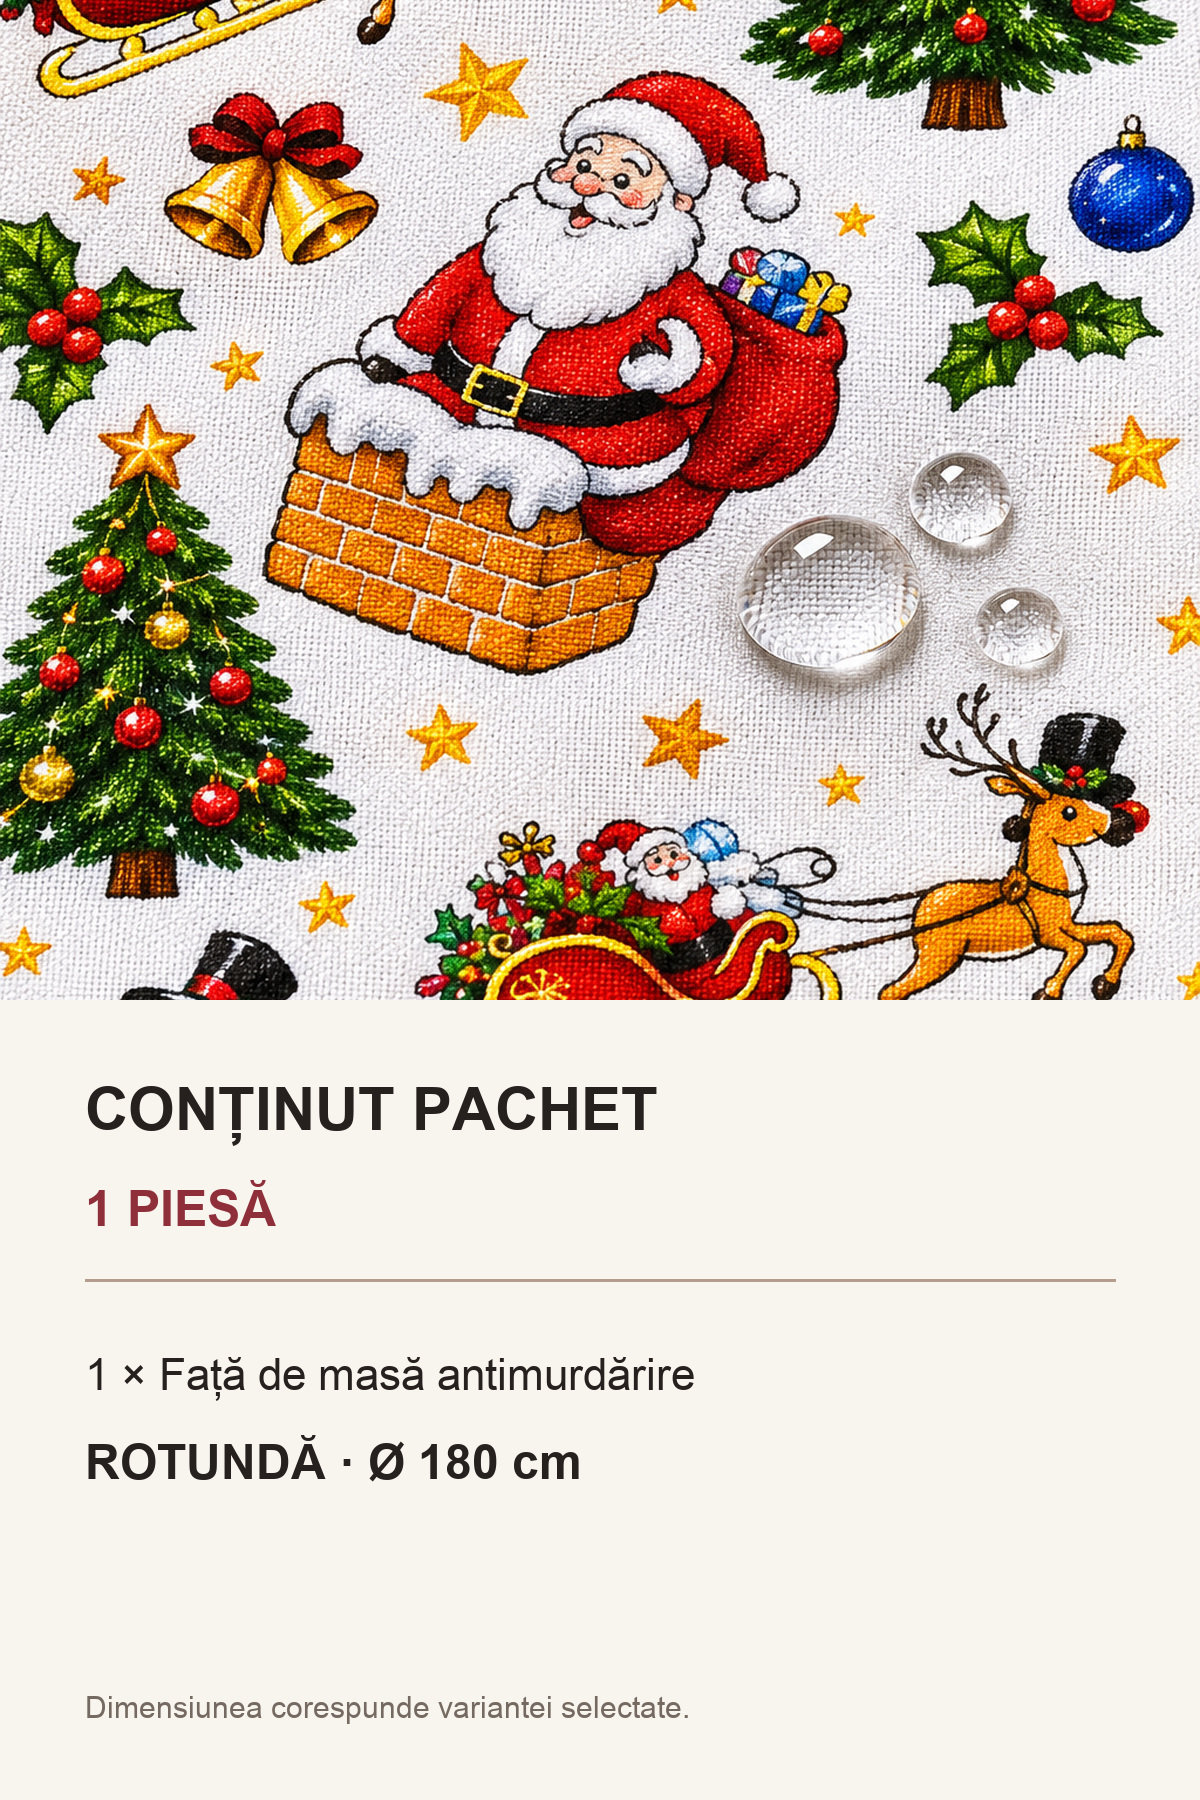 CONȚINUT PACHET
1 PIESĂ
1 × Față de masă antimurdărire
ROTUNDĂ · Ø 180 cm
Dimensiunea corespunde variantei selectate.